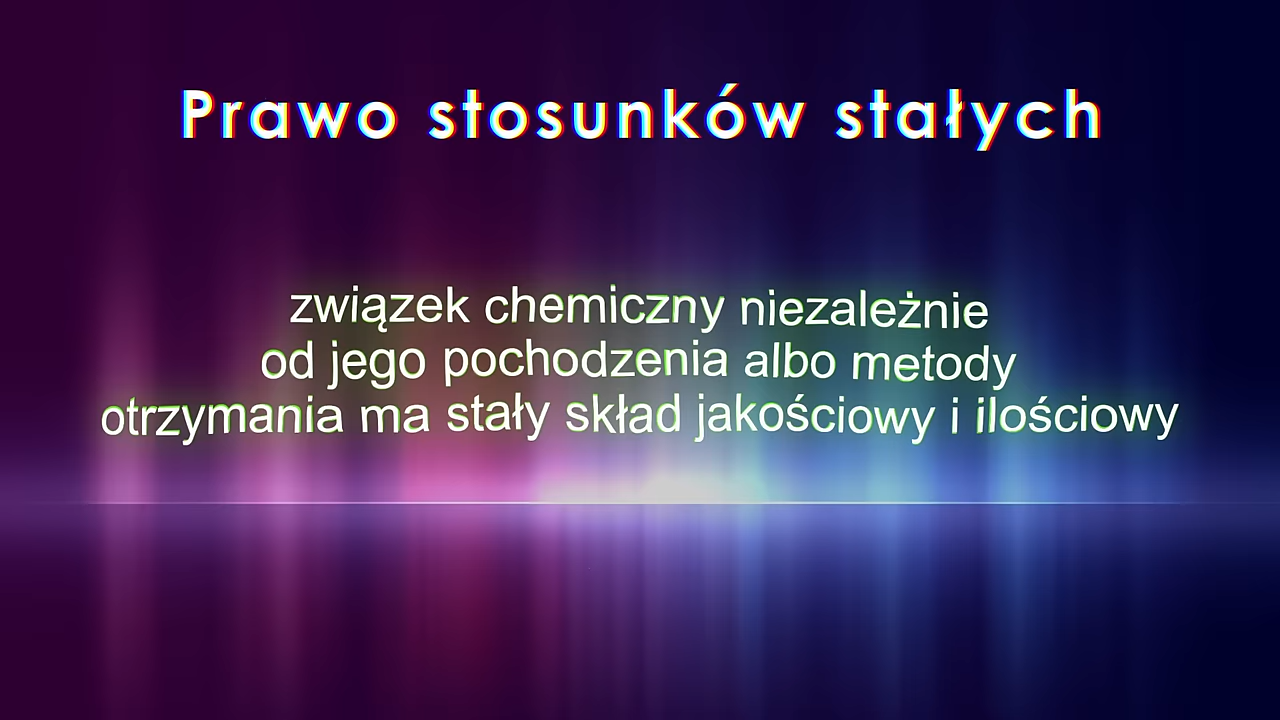 Prawo stosunków stałych
związek chemiczny niezależnie
od jego pochodzenia albo metody
otrzymania ma stały skład jakościowy i ilościowy